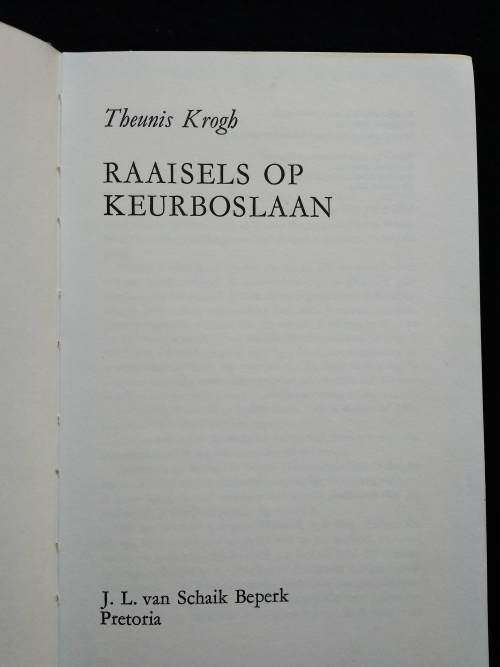 Theunis Krogh
RAAISELS OP
KEURBOSLAAN
J. L. van Schaik Beperk
Pretoria